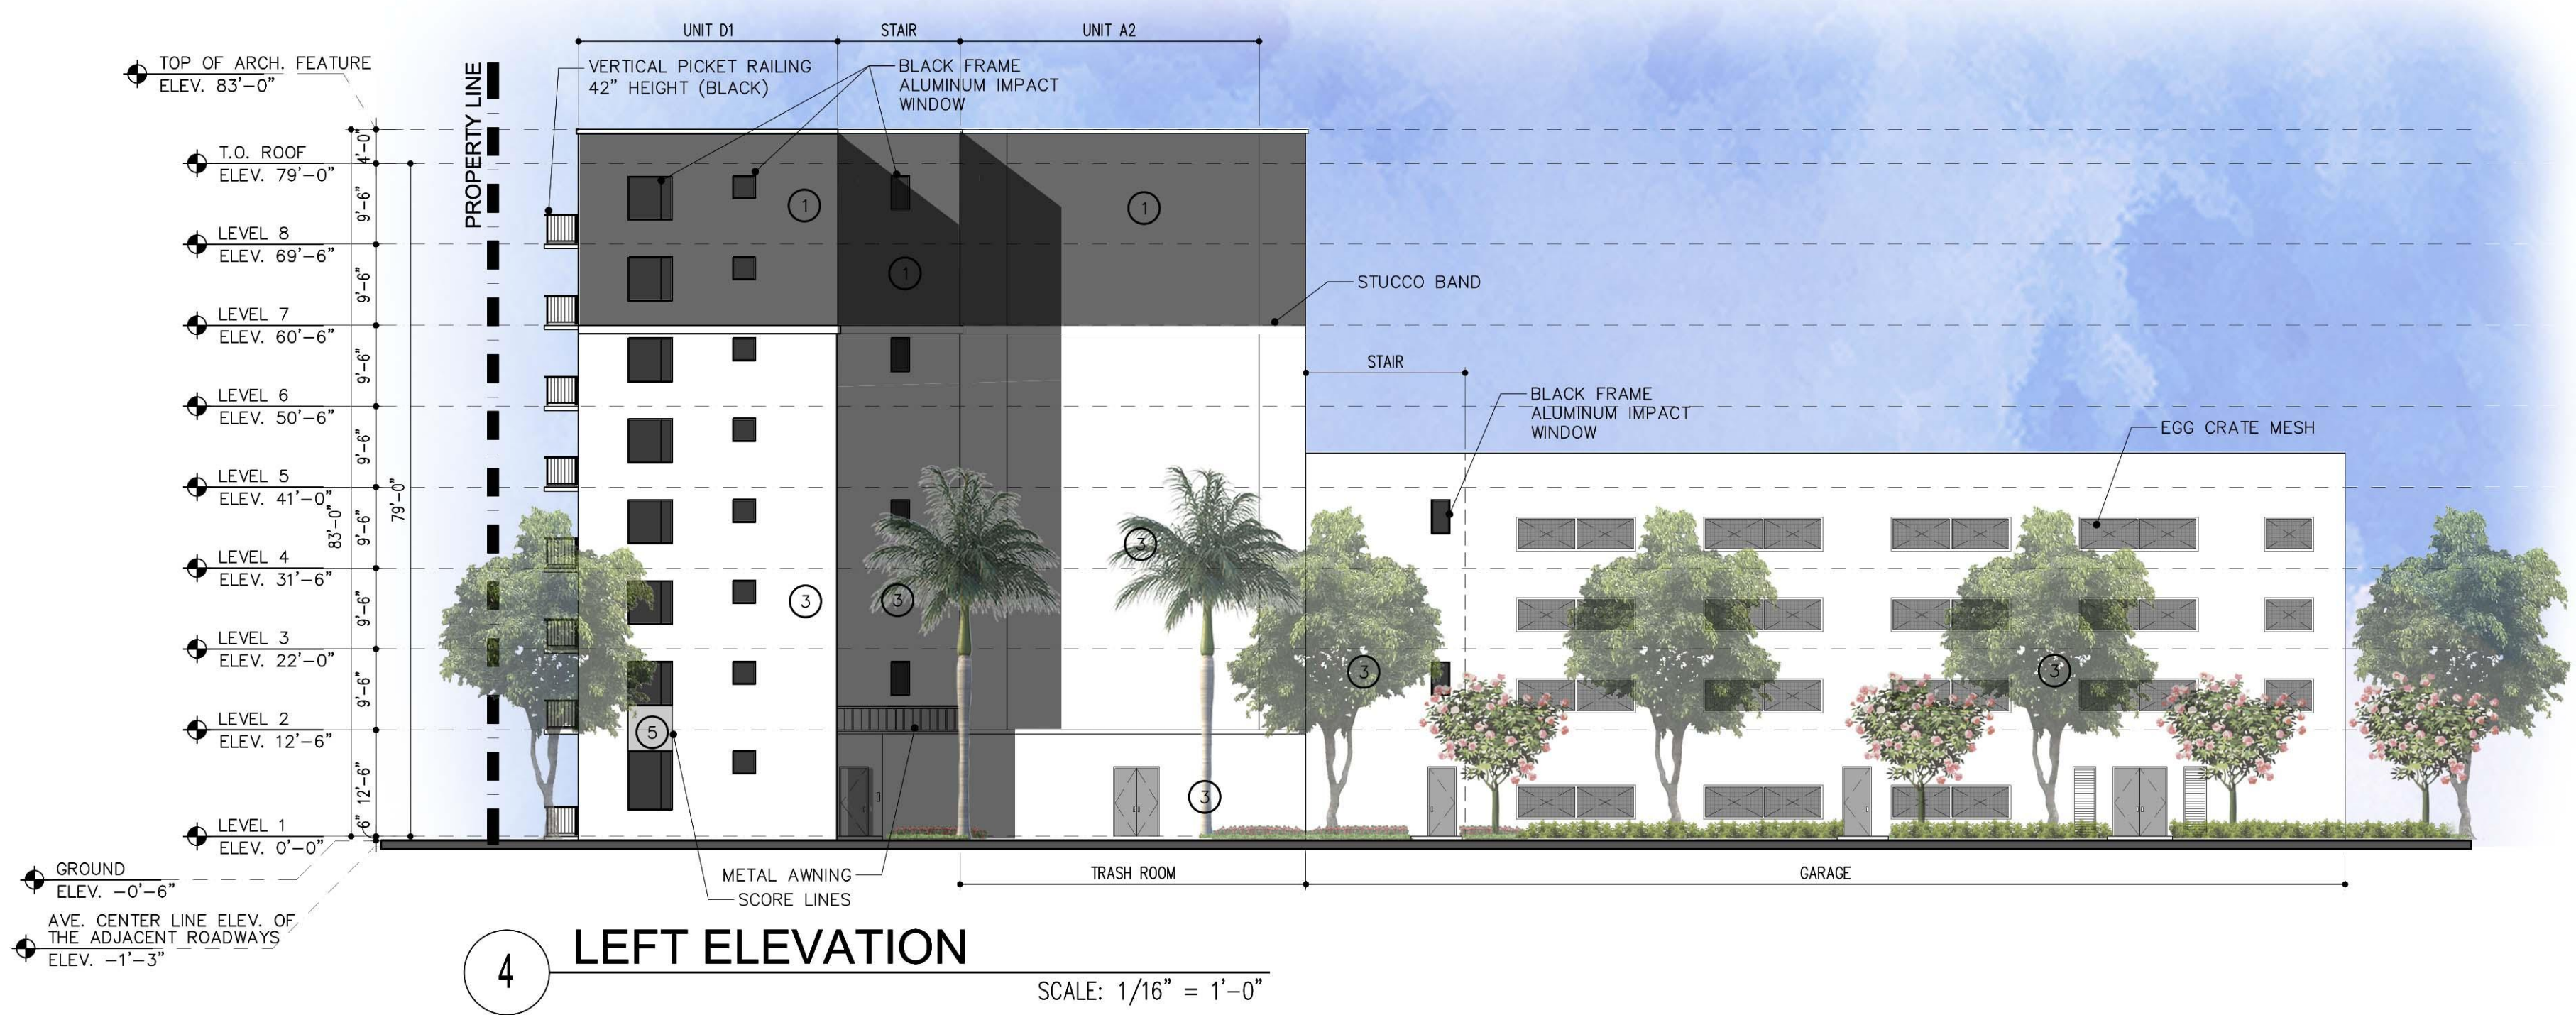 UNIT D1
STAIR
UNIT A2
TOP OF ARCH. FEATURE
ELEV. 83'-0"
PROPERTY LINE
VERTICAL PICKET RAILING
42" HEIGHT (BLACK)
BLACK FRAME
ALUMINUM IMPACT
WINDOW
4'-0"
T.O. ROOF
ELEV. 79'-0"
9'-6"
1
1
LEVEL 8
ELEV. 69'-6"
9'-6"
1
STUCCO BAND
LEVEL 7
ELEV. 60'-6"
9'-6"
STAIR
BLACK FRAME
ALUMINUM IMPACT
WINDOW
LEVEL 6
ELEV. 50'-6"
9'-6"
EGG CRATE MESH
LEVEL 5
ELEV. 41'-0"
83'-0"
79'-0"
9'-6"
3
LEVEL 4
ELEV. 31'-6"
9'-6"
3
3
LEVEL 3
ELEV. 22'-0"
9'-6"
3
3
LEVEL 2
ELEV. 12'-6"
5
12'-6"
3
6"
LEVEL 1
ELEV. 0'-0"
GROUND
ELEV. -0'-6"
METAL AWNING
SCORE LINES
TRASH ROOM
GARAGE
AVE. CENTER LINE ELEV. OF
THE ADJACENT ROADWAYS
ELEV. -1'-3"
4
LEFT ELEVATION
SCALE: 1/16" = 1'-0"